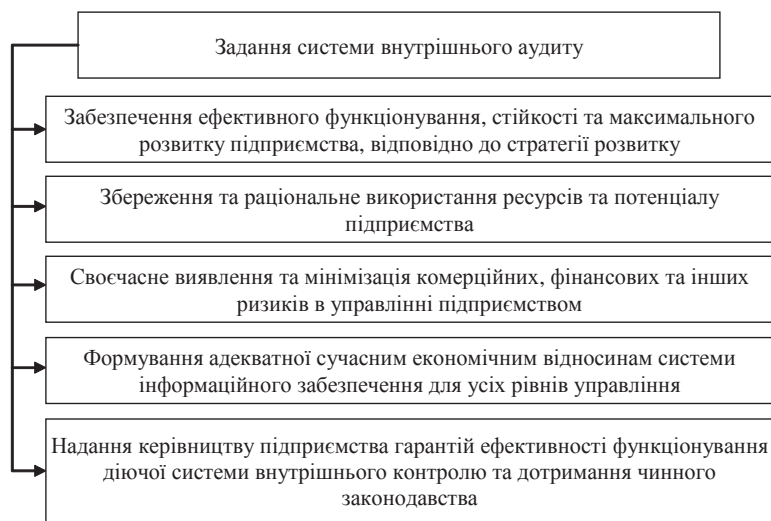 Задання системи внутрішнього аудиту
Забезпечення ефективного функціонування, стійкості та максимального
розвитку підприємства, відповідно до стратегії розвитку
Збереження та раціональне використання ресурсів та потенціалу
підприємства
Своєчасне виявлення та мінімізація комерційних, фінансових та інших
ризиків в управлінні підприємством
Формування адекватної сучасним економічним відносинам системи
інформаційного забезпечення для усіх рівнів управління
Надання керівництву підприємства гарантій ефективності функціонування
діючої системи внутрішнього контролю та дотримання чинного
законодавства